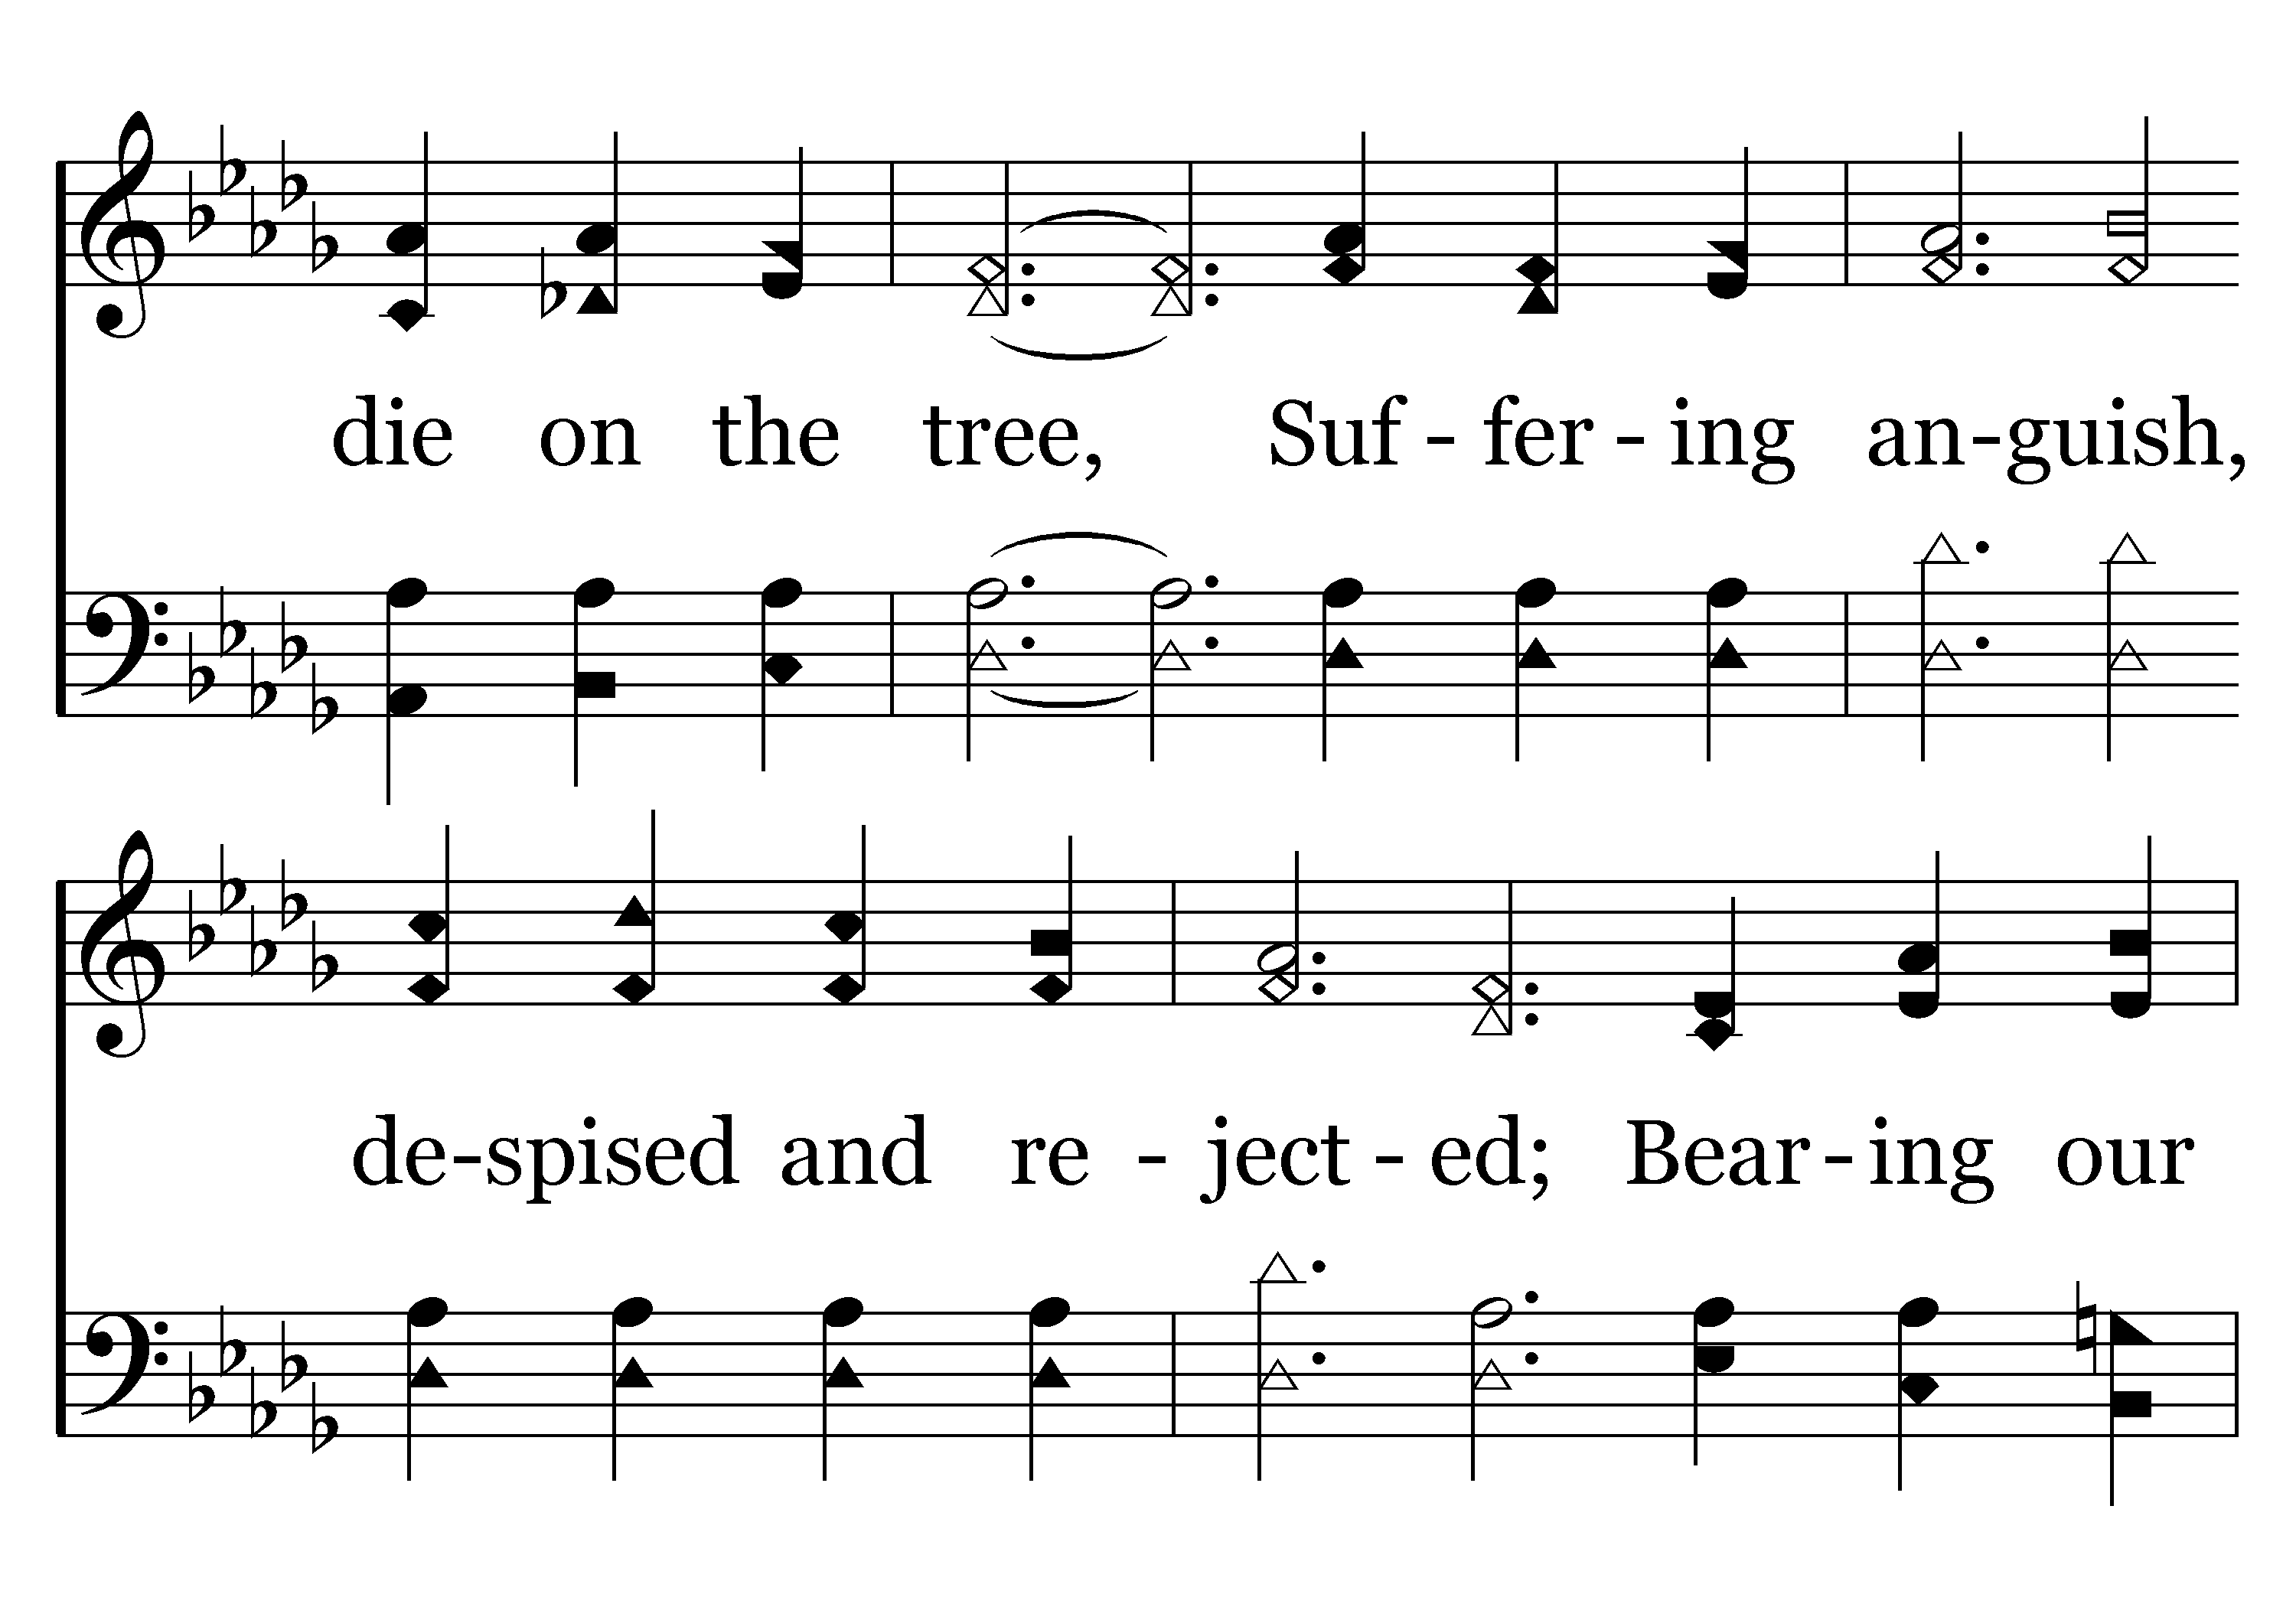 die on the tree, Suf - fer - ing an-guish,
de-spised and re - ject - ed; Bear - ing our